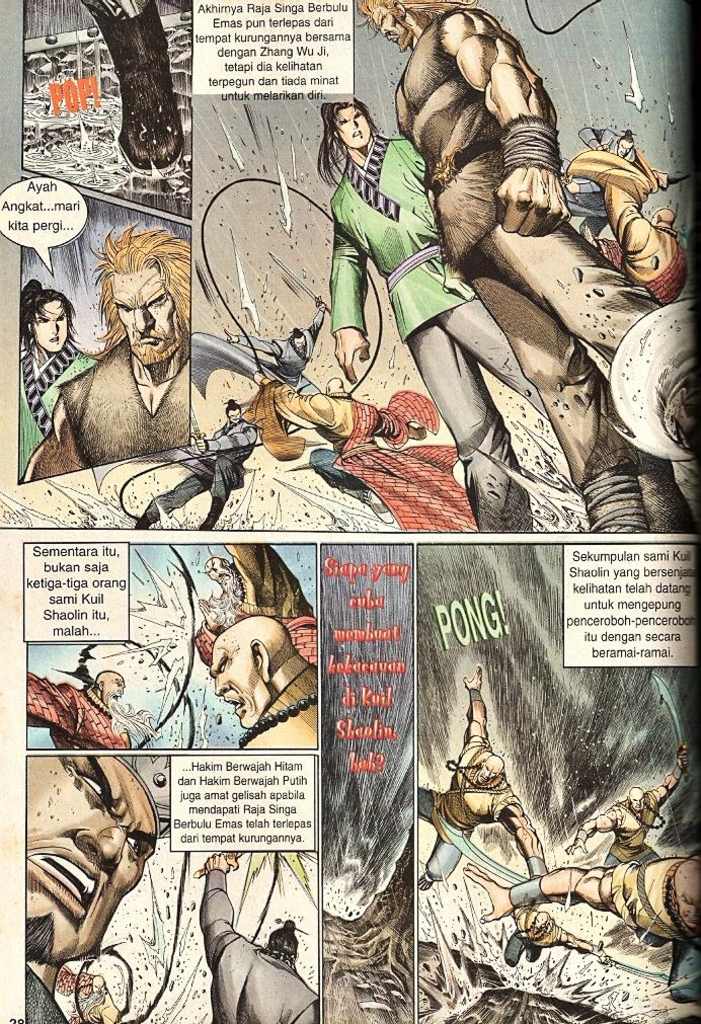 POP!
Akhirnya Raja Singa Berbulu
Emas pun terlepas dari
tempat kurungannya bersama
dengan Zhang Wu Ji,
tetapi dia kelihatan
terpegun dan tiada minat
untuk melarikan diri.
Ayah
Angkat...mari
kita pergi...
Sementara itu,
bukan saja
ketiga-tiga orang
sami Kuil
Shaolin itu,
malah...
...Hakim Berwajah Hitam
dan Hakim Berwajah Putih
juga amat gelisah apabila
mendapati Raja Singa
Berbulu Emas telah terlepas
dari tempat kurungannya.
Siapa yang
cuba
membuat
kekacauan
di Kuil
Shaolin,
hah?
PONG!
Sekumpulan sami Kuil
Shaolin yang bersenjata
kelihatan telah datang
untuk mengepung
penceroboh-penceroboh
itu dengan secara
beramai-ramai.
28